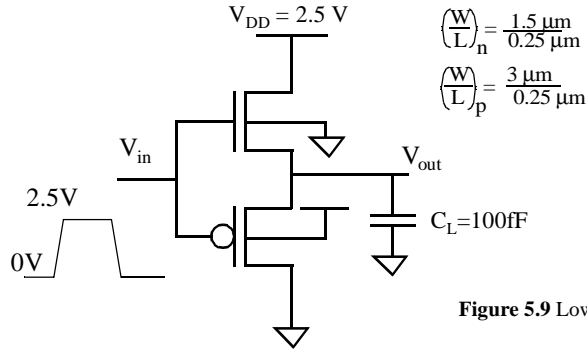 V_DD = 2.5 V
(W/L)_n = 1.5 µm / 0.25 µm
(W/L)_p = 3 µm / 0.25 µm
V_in
V_out
2.5V
0V
C_L=100fF
Figure 5.9 Low